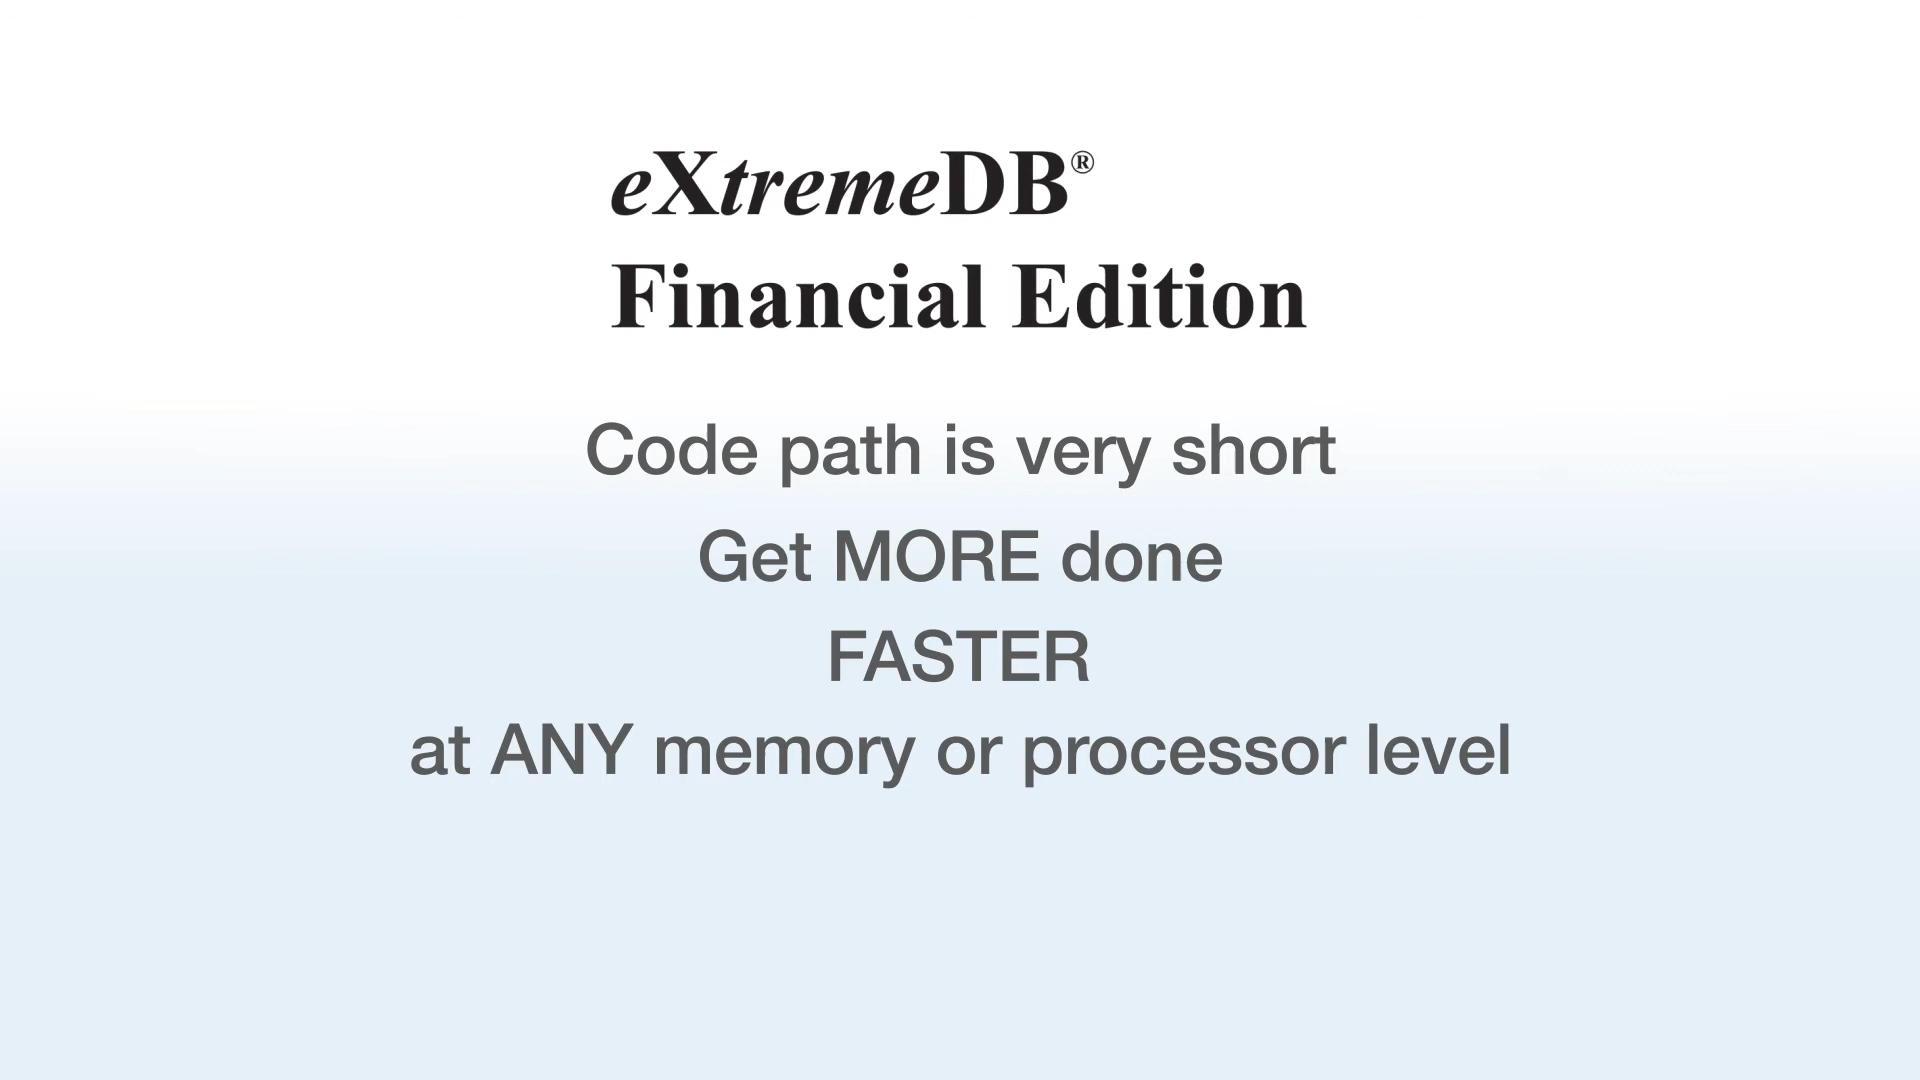 eXtremeDB®
Financial Edition
Code path is very short
Get MORE done
FASTER
at ANY memory or processor level